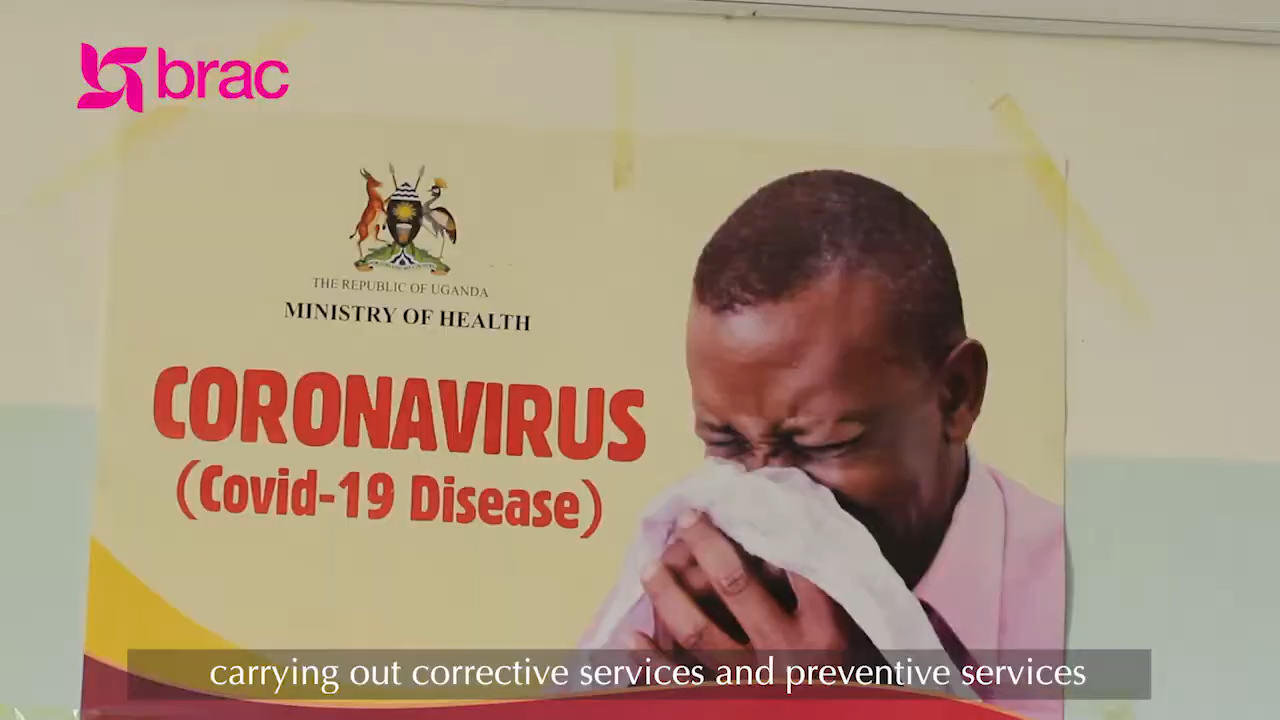 brac
THE REPUBLIC OF UGANDA
MINISTRY OF HEALTH
CORONAVIRUS
(Covid-19 Disease)
carrying out corrective services and preventive services